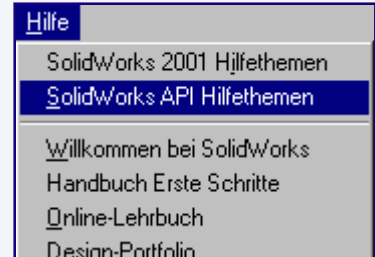 Hilfe
SolidWorks 2001 Hilfethemen
SolidWorks API Hilfethemen
Willkommen bei SolidWorks
Handbuch Erste Schritte
Online-Lehrbuch
Design-Portfolio